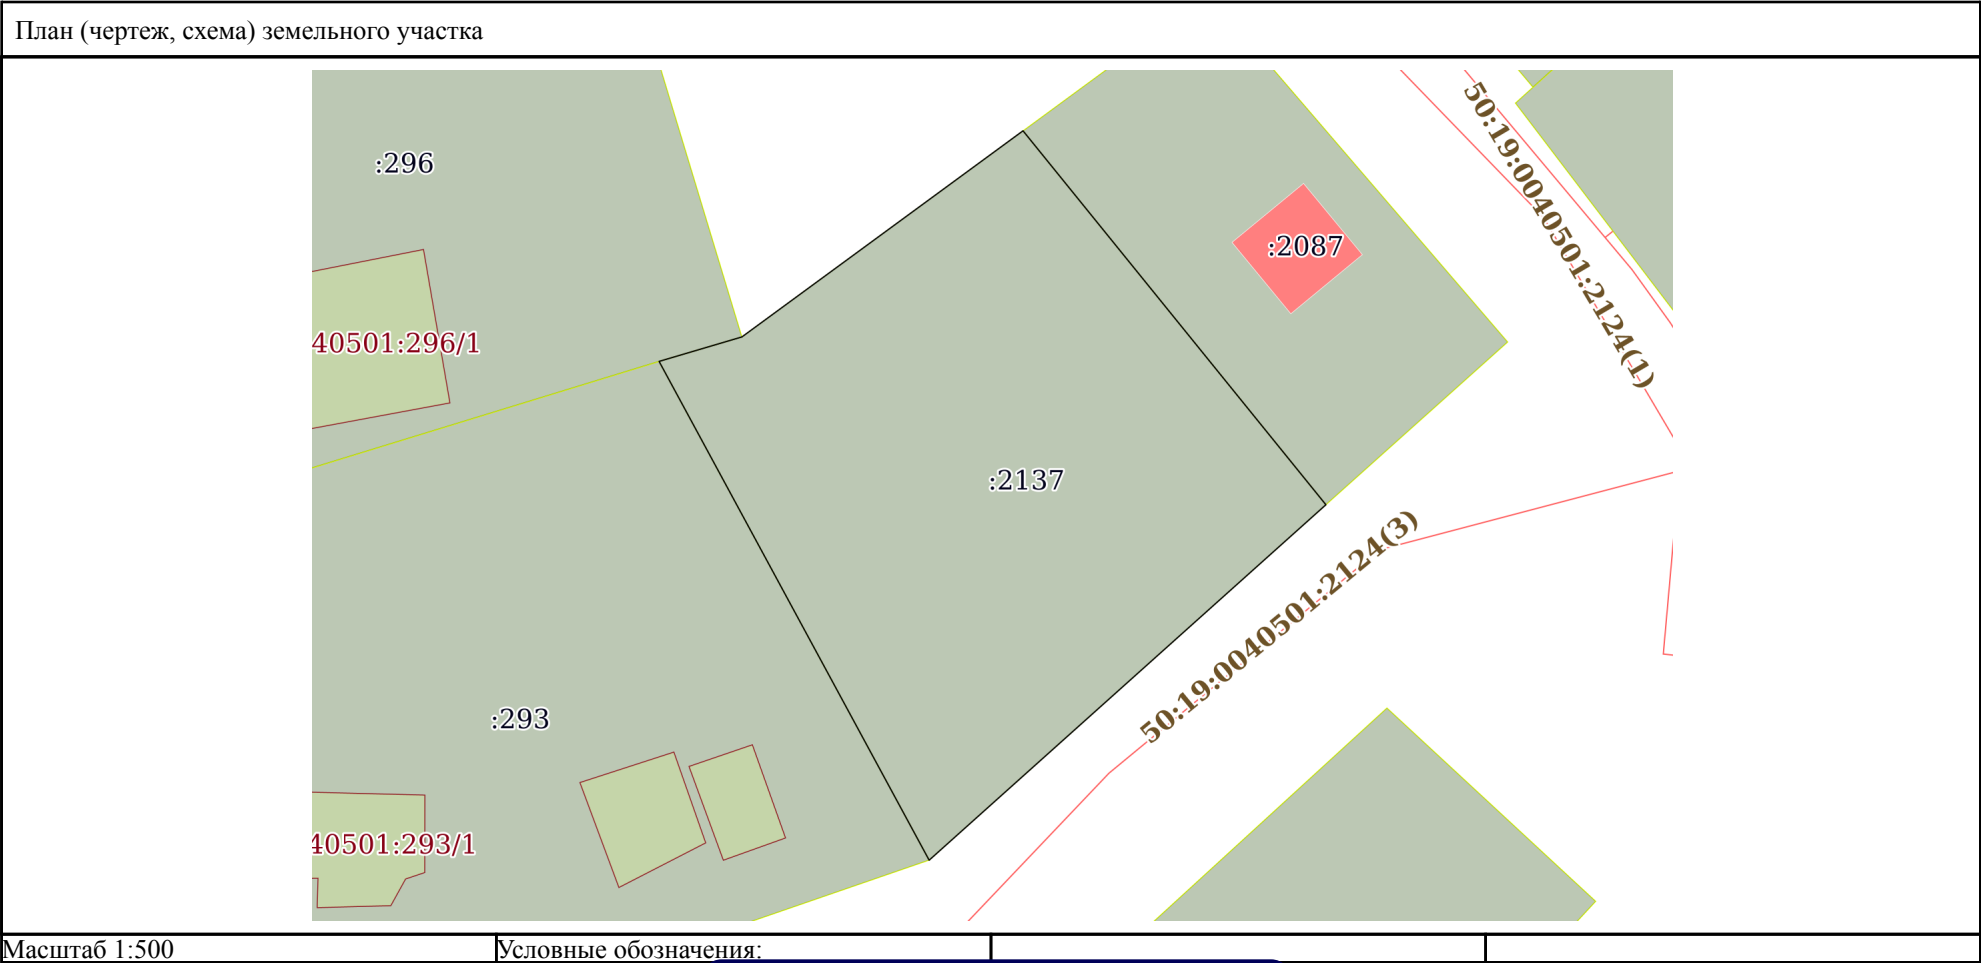 План (чертеж, схема) земельного участка
50:19:0040501:2124(1)
:296
:2087
40501:296/1
:2137
50:19:0040501:2124(3)
:293
40501:293/1
Масштаб 1:500
Условные обозначения: